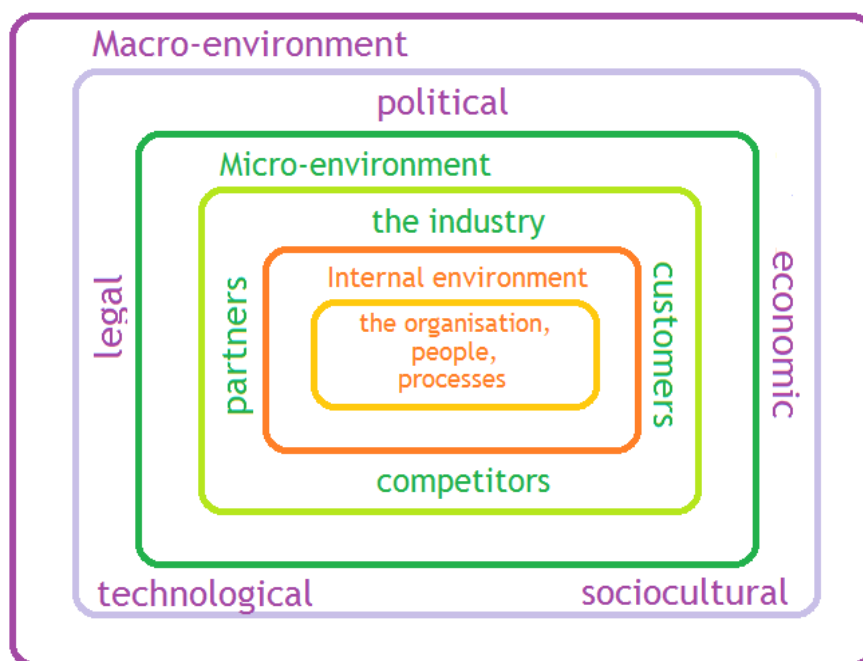 Macro-environment
political
Micro-environment
the industry
Internal environment
the organisation,
people,
processes
legal
partners
customers
economic
competitors
technological
sociocultural